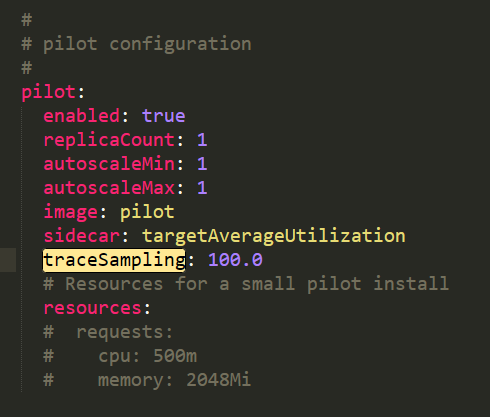 #
# pilot configuration
#
pilot:
  enabled: true
  replicaCount: 1
  autoscaleMin: 1
  autoscaleMax: 1
  image: pilot
  sidecar: targetAverageUtilization
  traceSampling: 100.0
  # Resources for a small pilot install
  resources:
  #  requests:
  #    cpu: 500m
  #    memory: 2048Mi